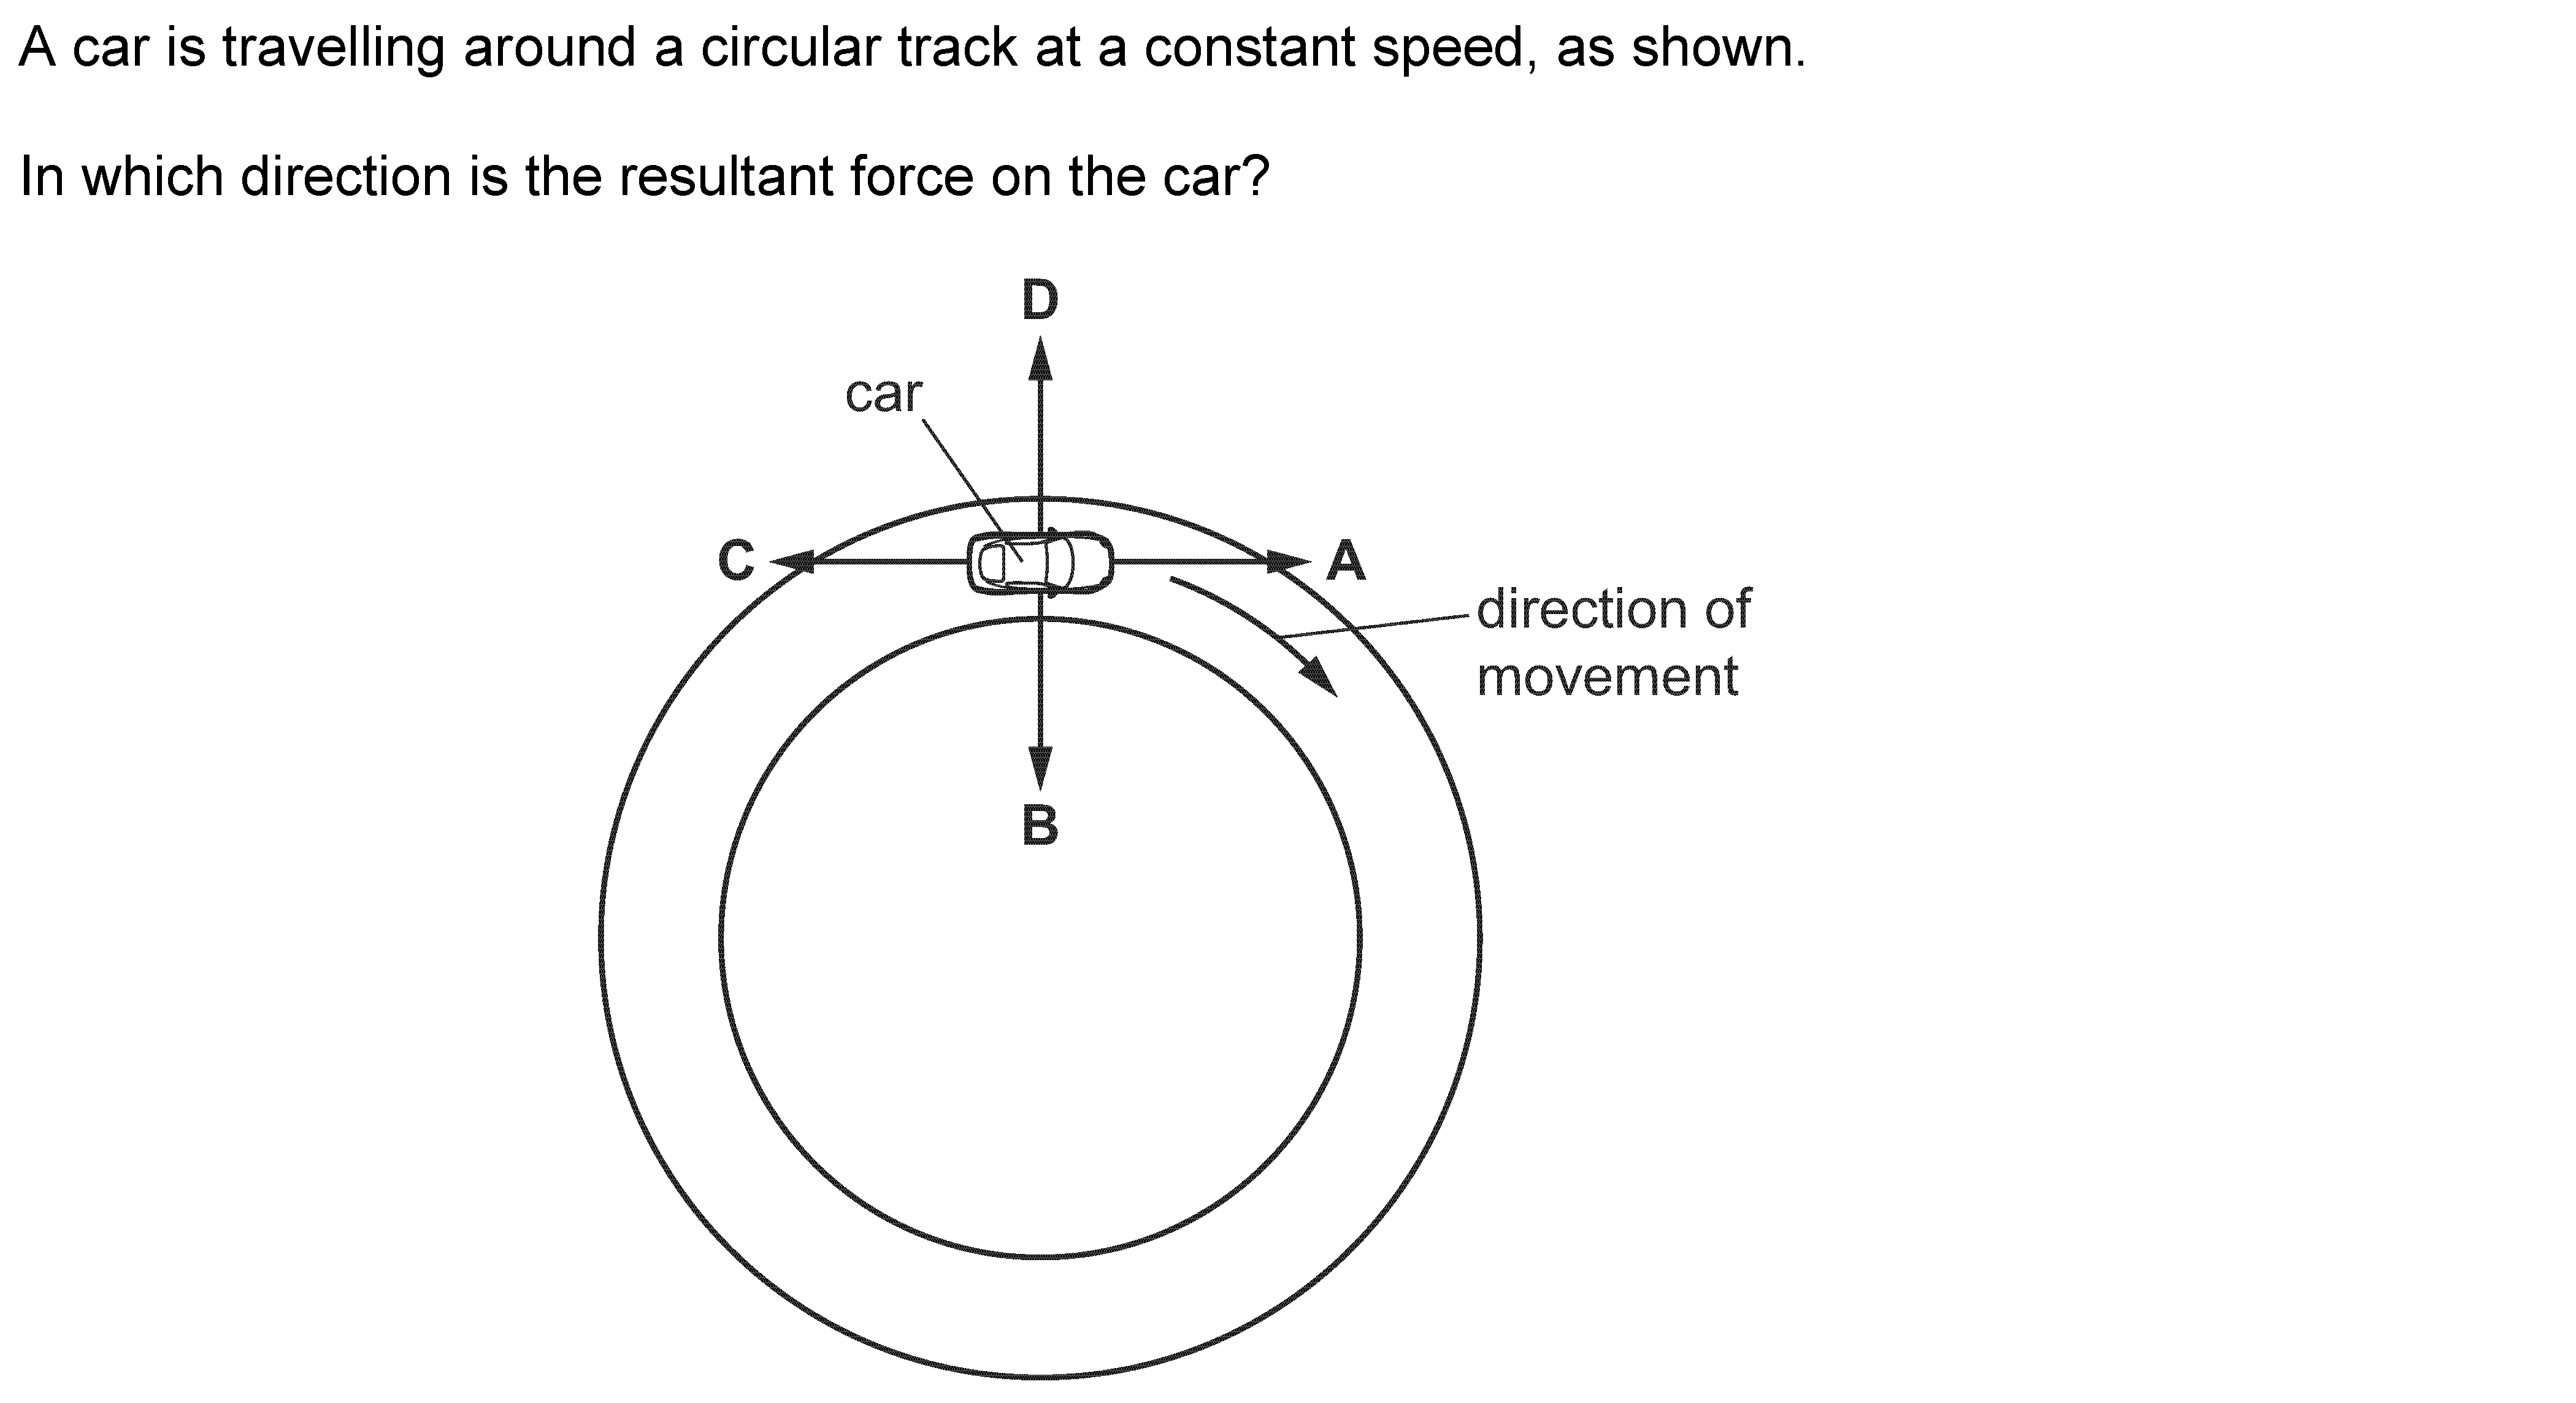 A car is travelling around a circular track at a constant speed, as shown.
In which direction is the resultant force on the car?
D
car
C
A
direction of
movement
B